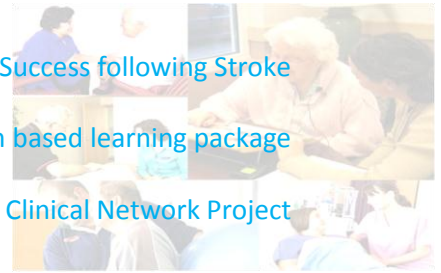 Success following Stroke
based learning package
Clinical Network Project